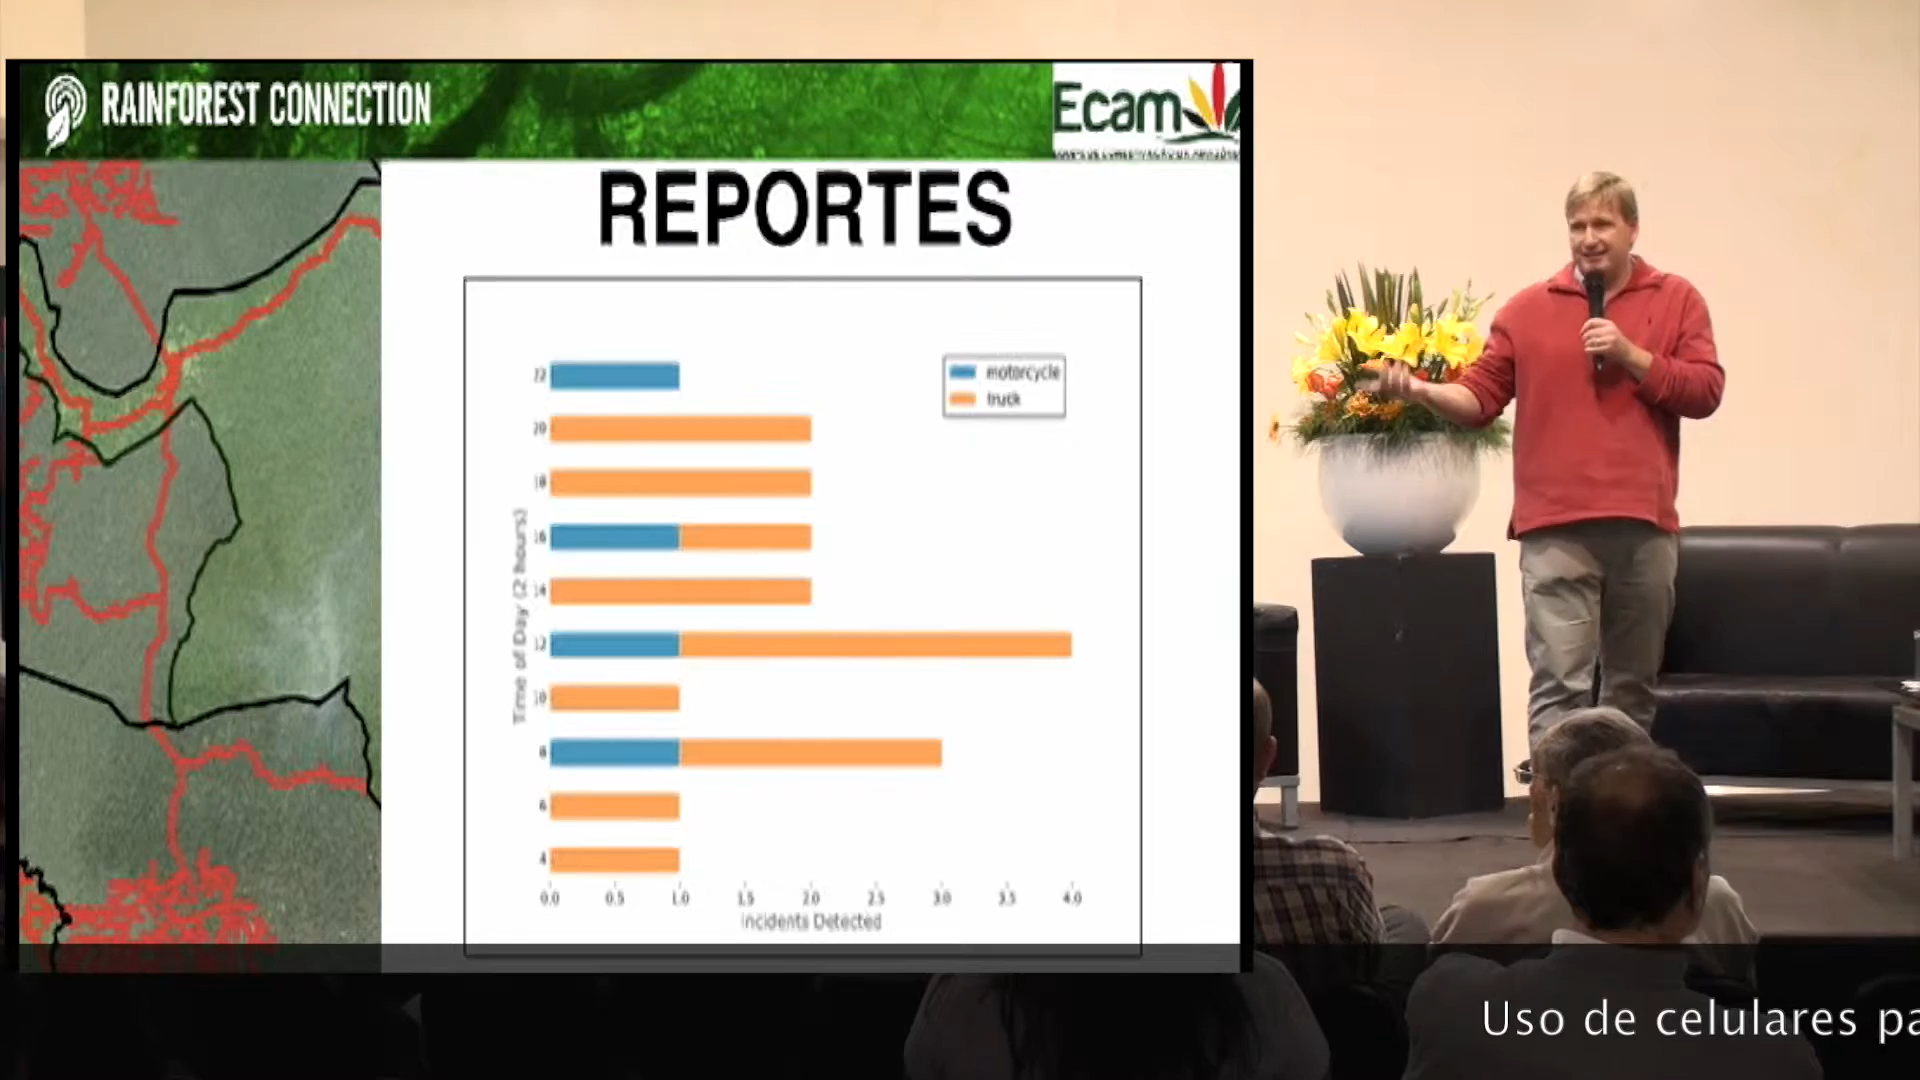 RAINFOREST CONNECTION
Ecam
REPORTES
motorcycle
truck
22
20
18
16
14
12
10
8
6
4
Time of Day (2 hours)
0.0 0.5 1.0 1.5 2.0 2.5 3.0 3.5 4.0
Incidents Detected
Uso de celulares pa